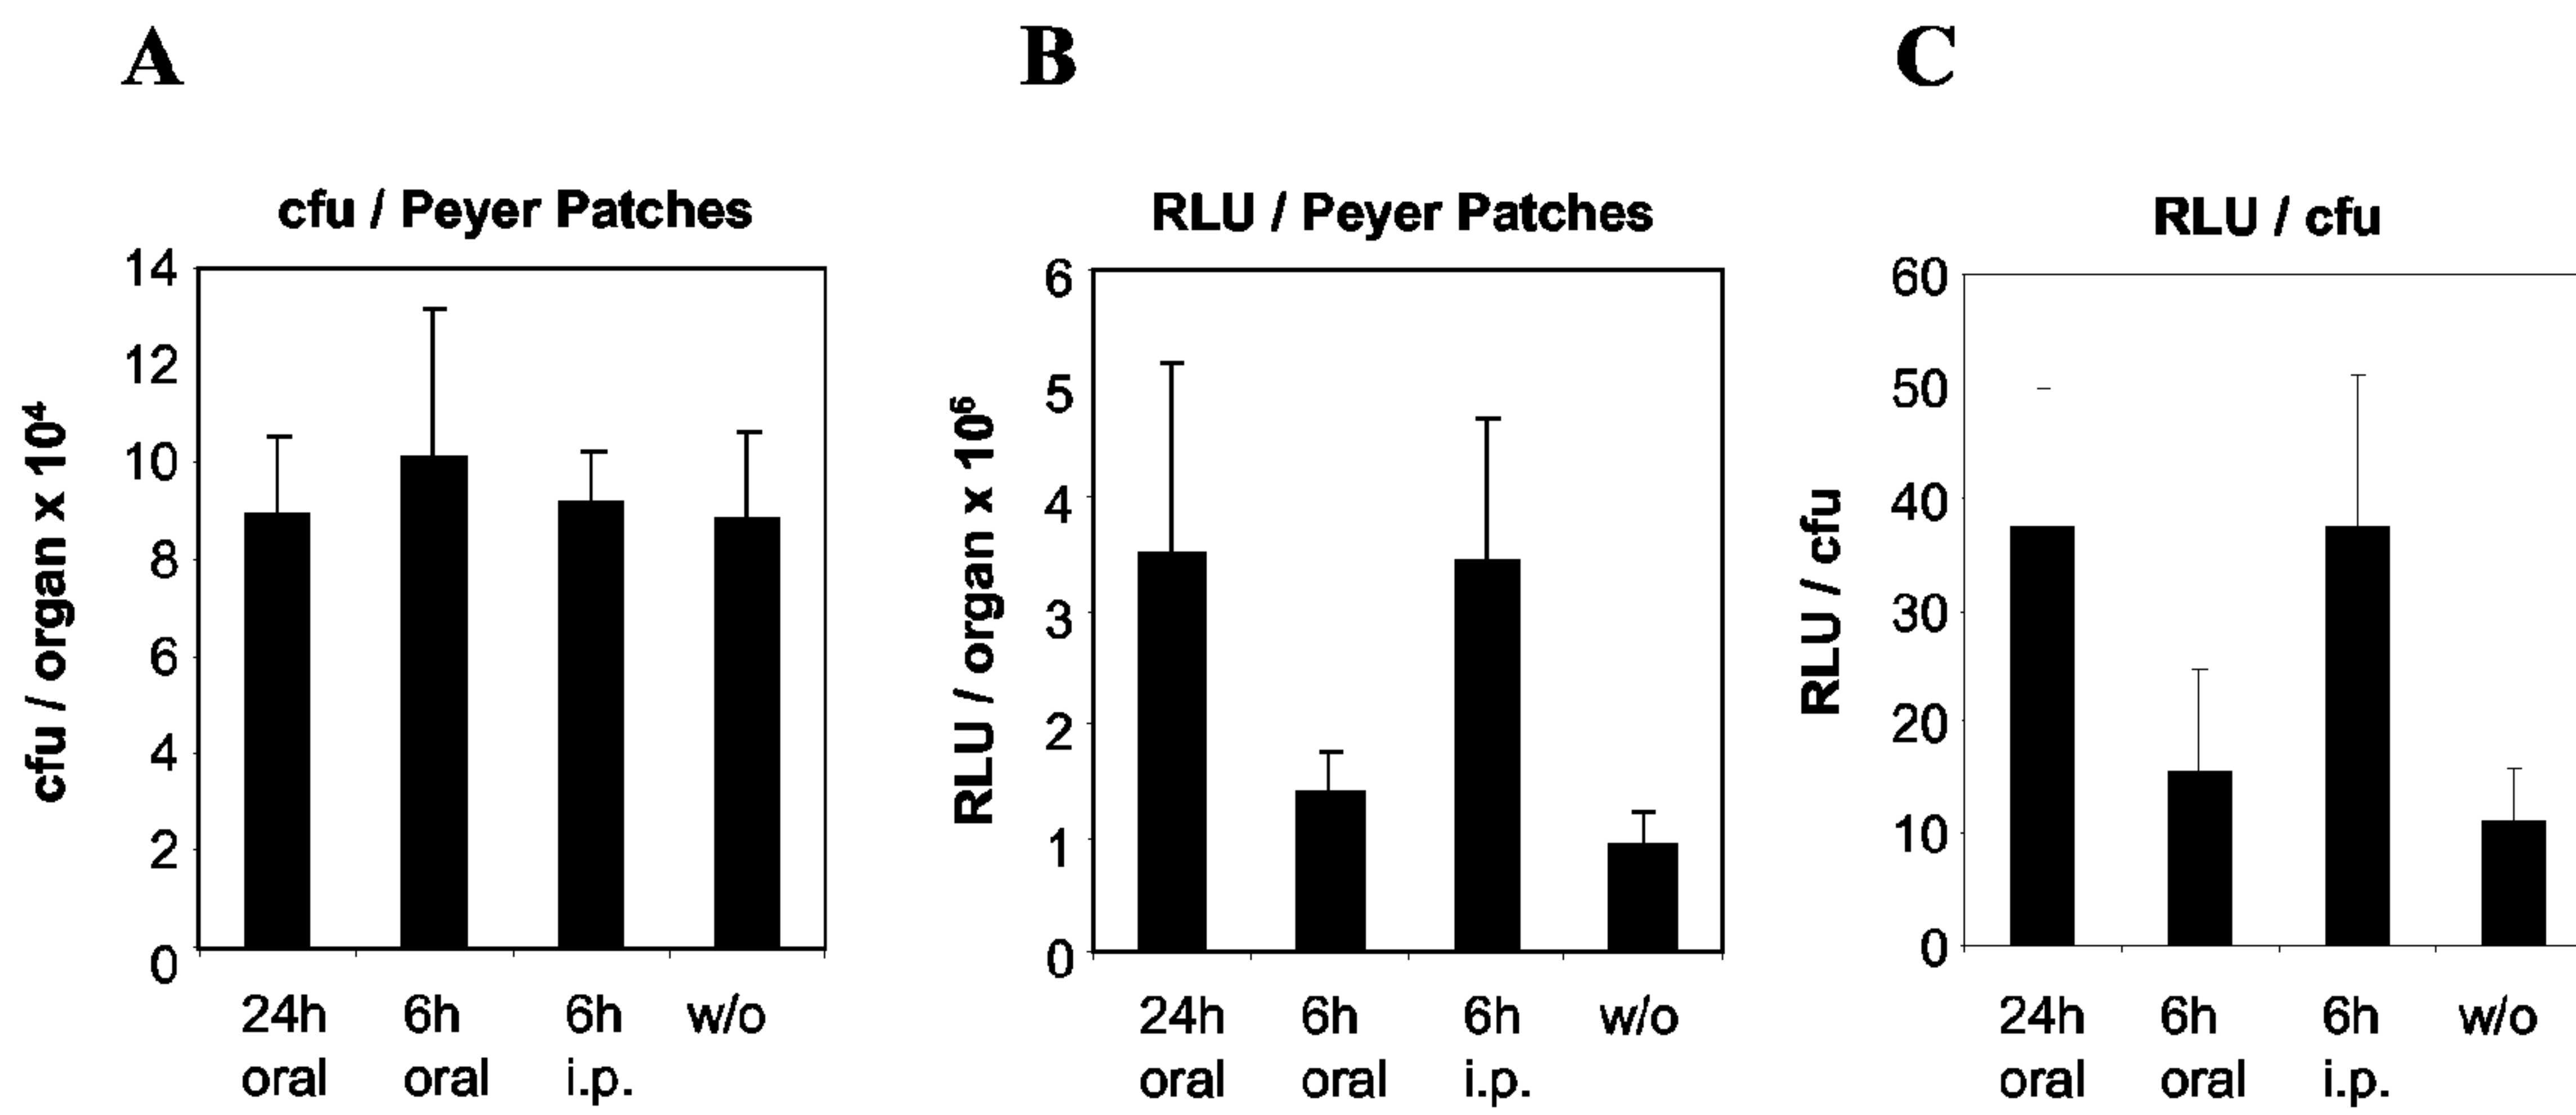 A
cfu / Peyer Patches
cfu / organ x 10⁴
14
12
10
8
6
4
2
0
24h oral
6h oral
6h i.p.
w/o
B
RLU / Peyer Patches
RLU / organ x 10⁶
6
5
4
3
2
1
0
24h oral
6h oral
6h i.p.
w/o
C
RLU / cfu
RLU / cfu
60
50
40
30
20
10
0
24h oral
6h oral
6h i.p.
w/o